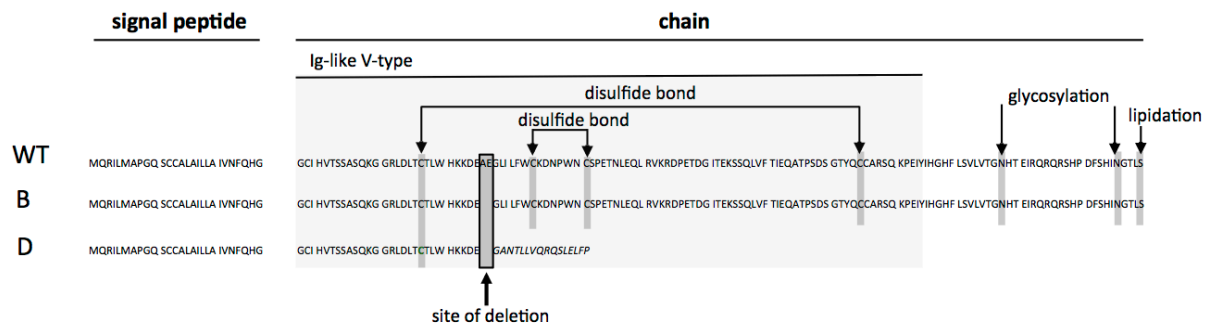 signal peptide chain
Ig-like V-type
disulfide bond
glycosylation
disulfide bond
lipidation
WT MQRILMAPGQ SCCALAILLA IVNFQHG GCI HVTSSASQKG GRLDLTCTLW HKKDEAEGLI LFWCKDNPWN CSPETNLEQL RVKRDPETDG ITEKSSQLVF TIEQATPSDS GTYQCCARSQ KPEIYIHGHF LSVLVTGNHT EIRQRQRSHP DFSHINGTLS
B MQRILMAPGQ SCCALAILLA IVNFQHG GCI HVTSSASQKG GRLDLTCTLW HKKDE GLI LFWCKDNPWN CSPETNLEQL RVKRDPETDG ITEKSSQLVF TIEQATPSDS GTYQCCARSQ KPEIYIHGHF LSVLVTGNHT EIRQRQRSHP DFSHINGTLS
D MQRILMAPGQ SCCALAILLA IVNFQHG GCI HVTSSASQKG GRLDLTCTLW HKKDE GANTLLVQRQSLELFP
site of deletion